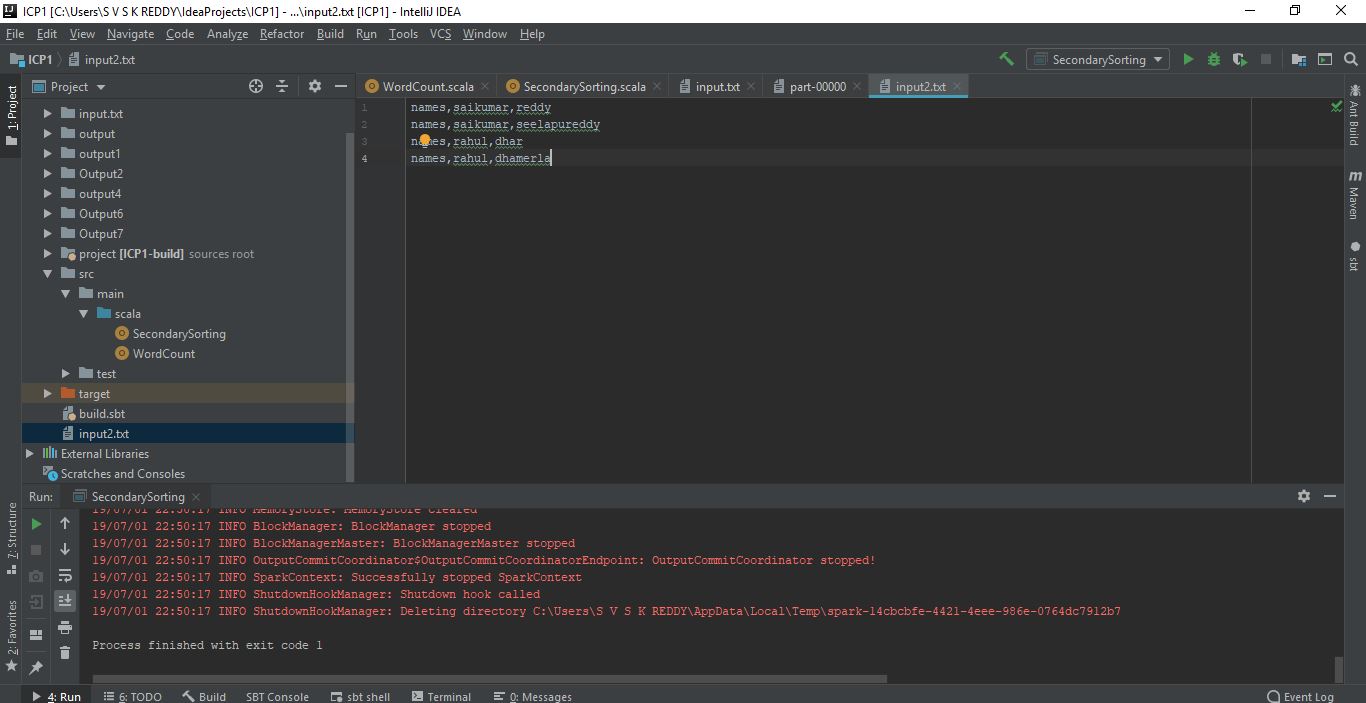 ICP1 [C:\Users\S V S K REDDY\IdeaProjects\ICP1] - ...\input2.txt [ICP1] - IntelliJ IDEA
File Edit View Navigate Code Analyze Refactor Build Run Tools VCS Window Help
ICP1 input2.txt SecondarySorting
Project WordCount.scala SecondarySorting.scala input.txt part-00000 input2.txt
1: Project
input.txt
output
output1
Output2
output4
Output6
Output7
project [ICP1-build] sources root
src
main
scala
SecondarySorting
WordCount
test
target
build.sbt
input2.txt
External Libraries
Scratches and Consoles
1 names,saikumar,reddy
2 names,saikumar,seelapureddy
3 names,rahul,dhar
4 names,rahul,dhamerla
Ant Build
Maven
sbt
Run: SecondarySorting
19/07/01 22:50:17 INFO MemoryStore: MemoryStore cleared
19/07/01 22:50:17 INFO BlockManager: BlockManager stopped
19/07/01 22:50:17 INFO BlockManagerMaster: BlockManagerMaster stopped
19/07/01 22:50:17 INFO OutputCommitCoordinator$OutputCommitCoordinatorEndpoint: OutputCommitCoordinator stopped!
19/07/01 22:50:17 INFO SparkContext: Successfully stopped SparkContext
19/07/01 22:50:17 INFO ShutdownHookManager: Shutdown hook called
19/07/01 22:50:17 INFO ShutdownHookManager: Deleting directory C:\Users\S V S K REDDY\AppData\Local\Temp\spark-14cbcbfe-4421-4eee-986e-0764dc7912b7
Process finished with exit code 1
7: Structure
2: Favorites
4: Run 6: TODO Build SBT Console sbt shell Terminal 0: Messages Event Log